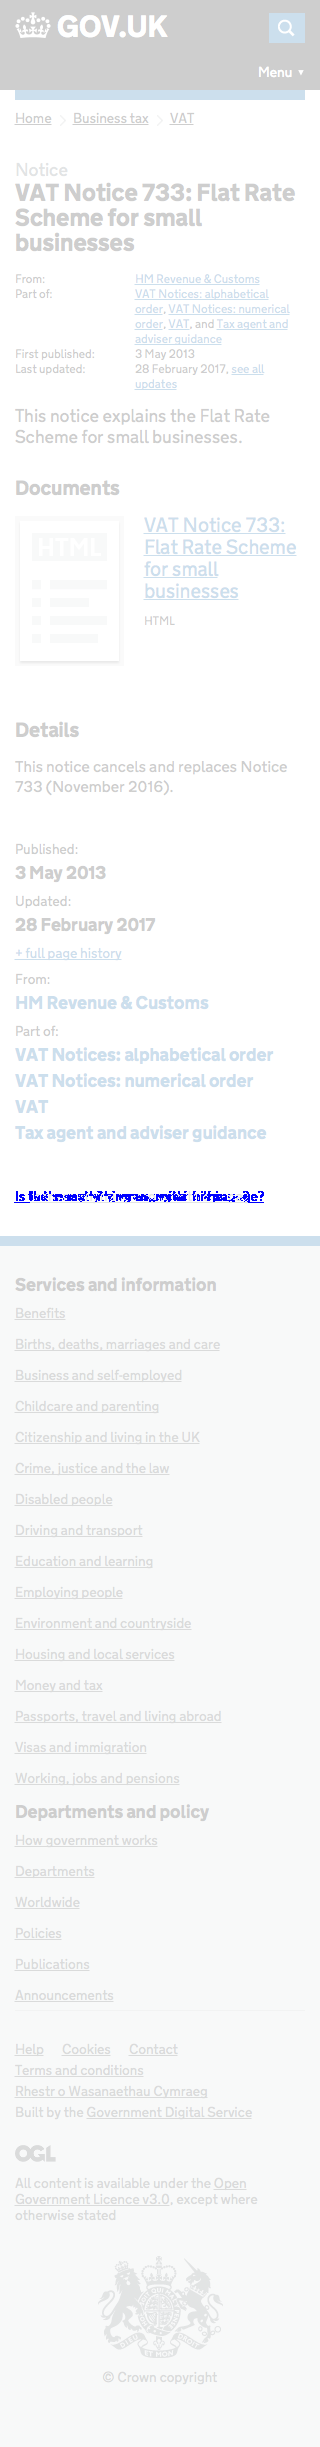 GOV.UK
Menu ▼
Home > Business tax > VAT
Notice
VAT Notice 733: Flat Rate
Scheme for small
businesses
From: HM Revenue & Customs
Part of: VAT Notices: alphabetical
order, VAT Notices: numerical
order, VAT, and Tax agent and
adviser guidance
First published: 3 May 2013
Last updated: 28 February 2017, see all
updates
This notice explains the Flat Rate
Scheme for small businesses.
Documents
HTML
VAT Notice 733:
Flat Rate Scheme
for small
businesses
HTML
Details
This notice cancels and replaces Notice
733 (November 2016).
Published:
3 May 2013
Updated:
28 February 2017
+ full page history
From:
HM Revenue & Customs
Part of:
VAT Notices: alphabetical order
VAT Notices: numerical order
VAT
Tax agent and adviser guidance
Is
Services and information
Benefits
Births, deaths, marriages and care
Business and self-employed
Childcare and parenting
Citizenship and living in the UK
Crime, justice and the law
Disabled people
Driving and transport
Education and learning
Employing people
Environment and countryside
Housing and local services
Money and tax
Passports, travel and living abroad
Visas and immigration
Working, jobs and pensions
Departments and policy
How government works
Departments
Worldwide
Policies
Publications
Announcements
Help Cookies Contact
Terms and conditions
Rhestr o Wasanaethau Cymraeg
Built by the Government Digital Service
OGL
All content is available under the Open
Government Licence v3.0, except where
otherwise stated
© Crown copyright